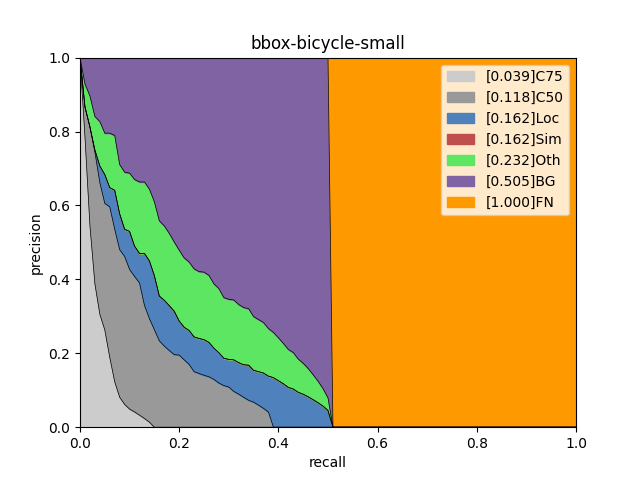 bbox-bicycle-small
1.0
0.8
0.6
0.4
0.2
0.0
precision
[0.039]C75
[0.118]C50
[0.162]Loc
[0.162]Sim
[0.232]Oth
[0.505]BG
[1.000]FN
0.0 0.2 0.4 0.6 0.8 1.0
recall